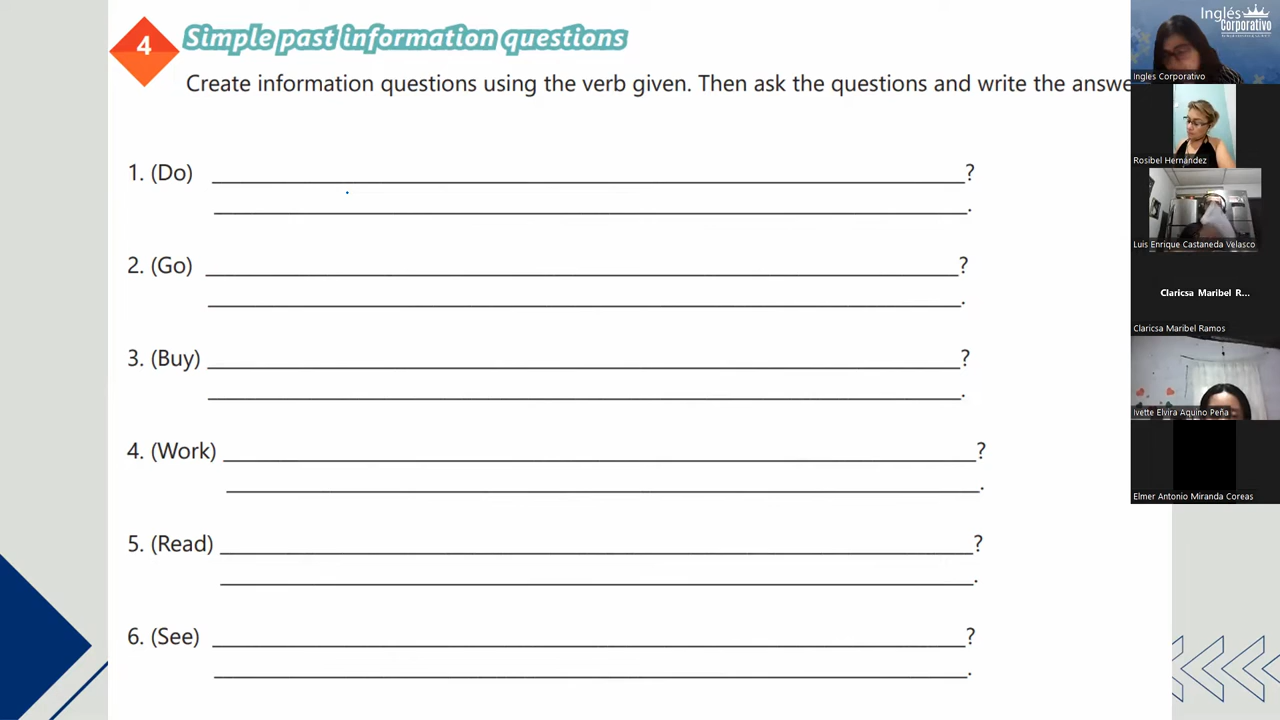 4
Simple past information questions
Create information questions using the verb given. Then ask the questions and write the answe
1. (Do) ?
.
2. (Go) ?
.
3. (Buy) ?
.
4. (Work) ?
.
5. (Read) ?
.
6. (See) ?
.
Inglés
Corporativo
Ingles Corporativo
Rosibel Hernández
Luis Enrique Castaneda Velasco
Claricsa Maribel R...
Claricsa Maribel Ramos
Ivette Elvira Aquino Peña
Elmer Antonio Miranda Coreas